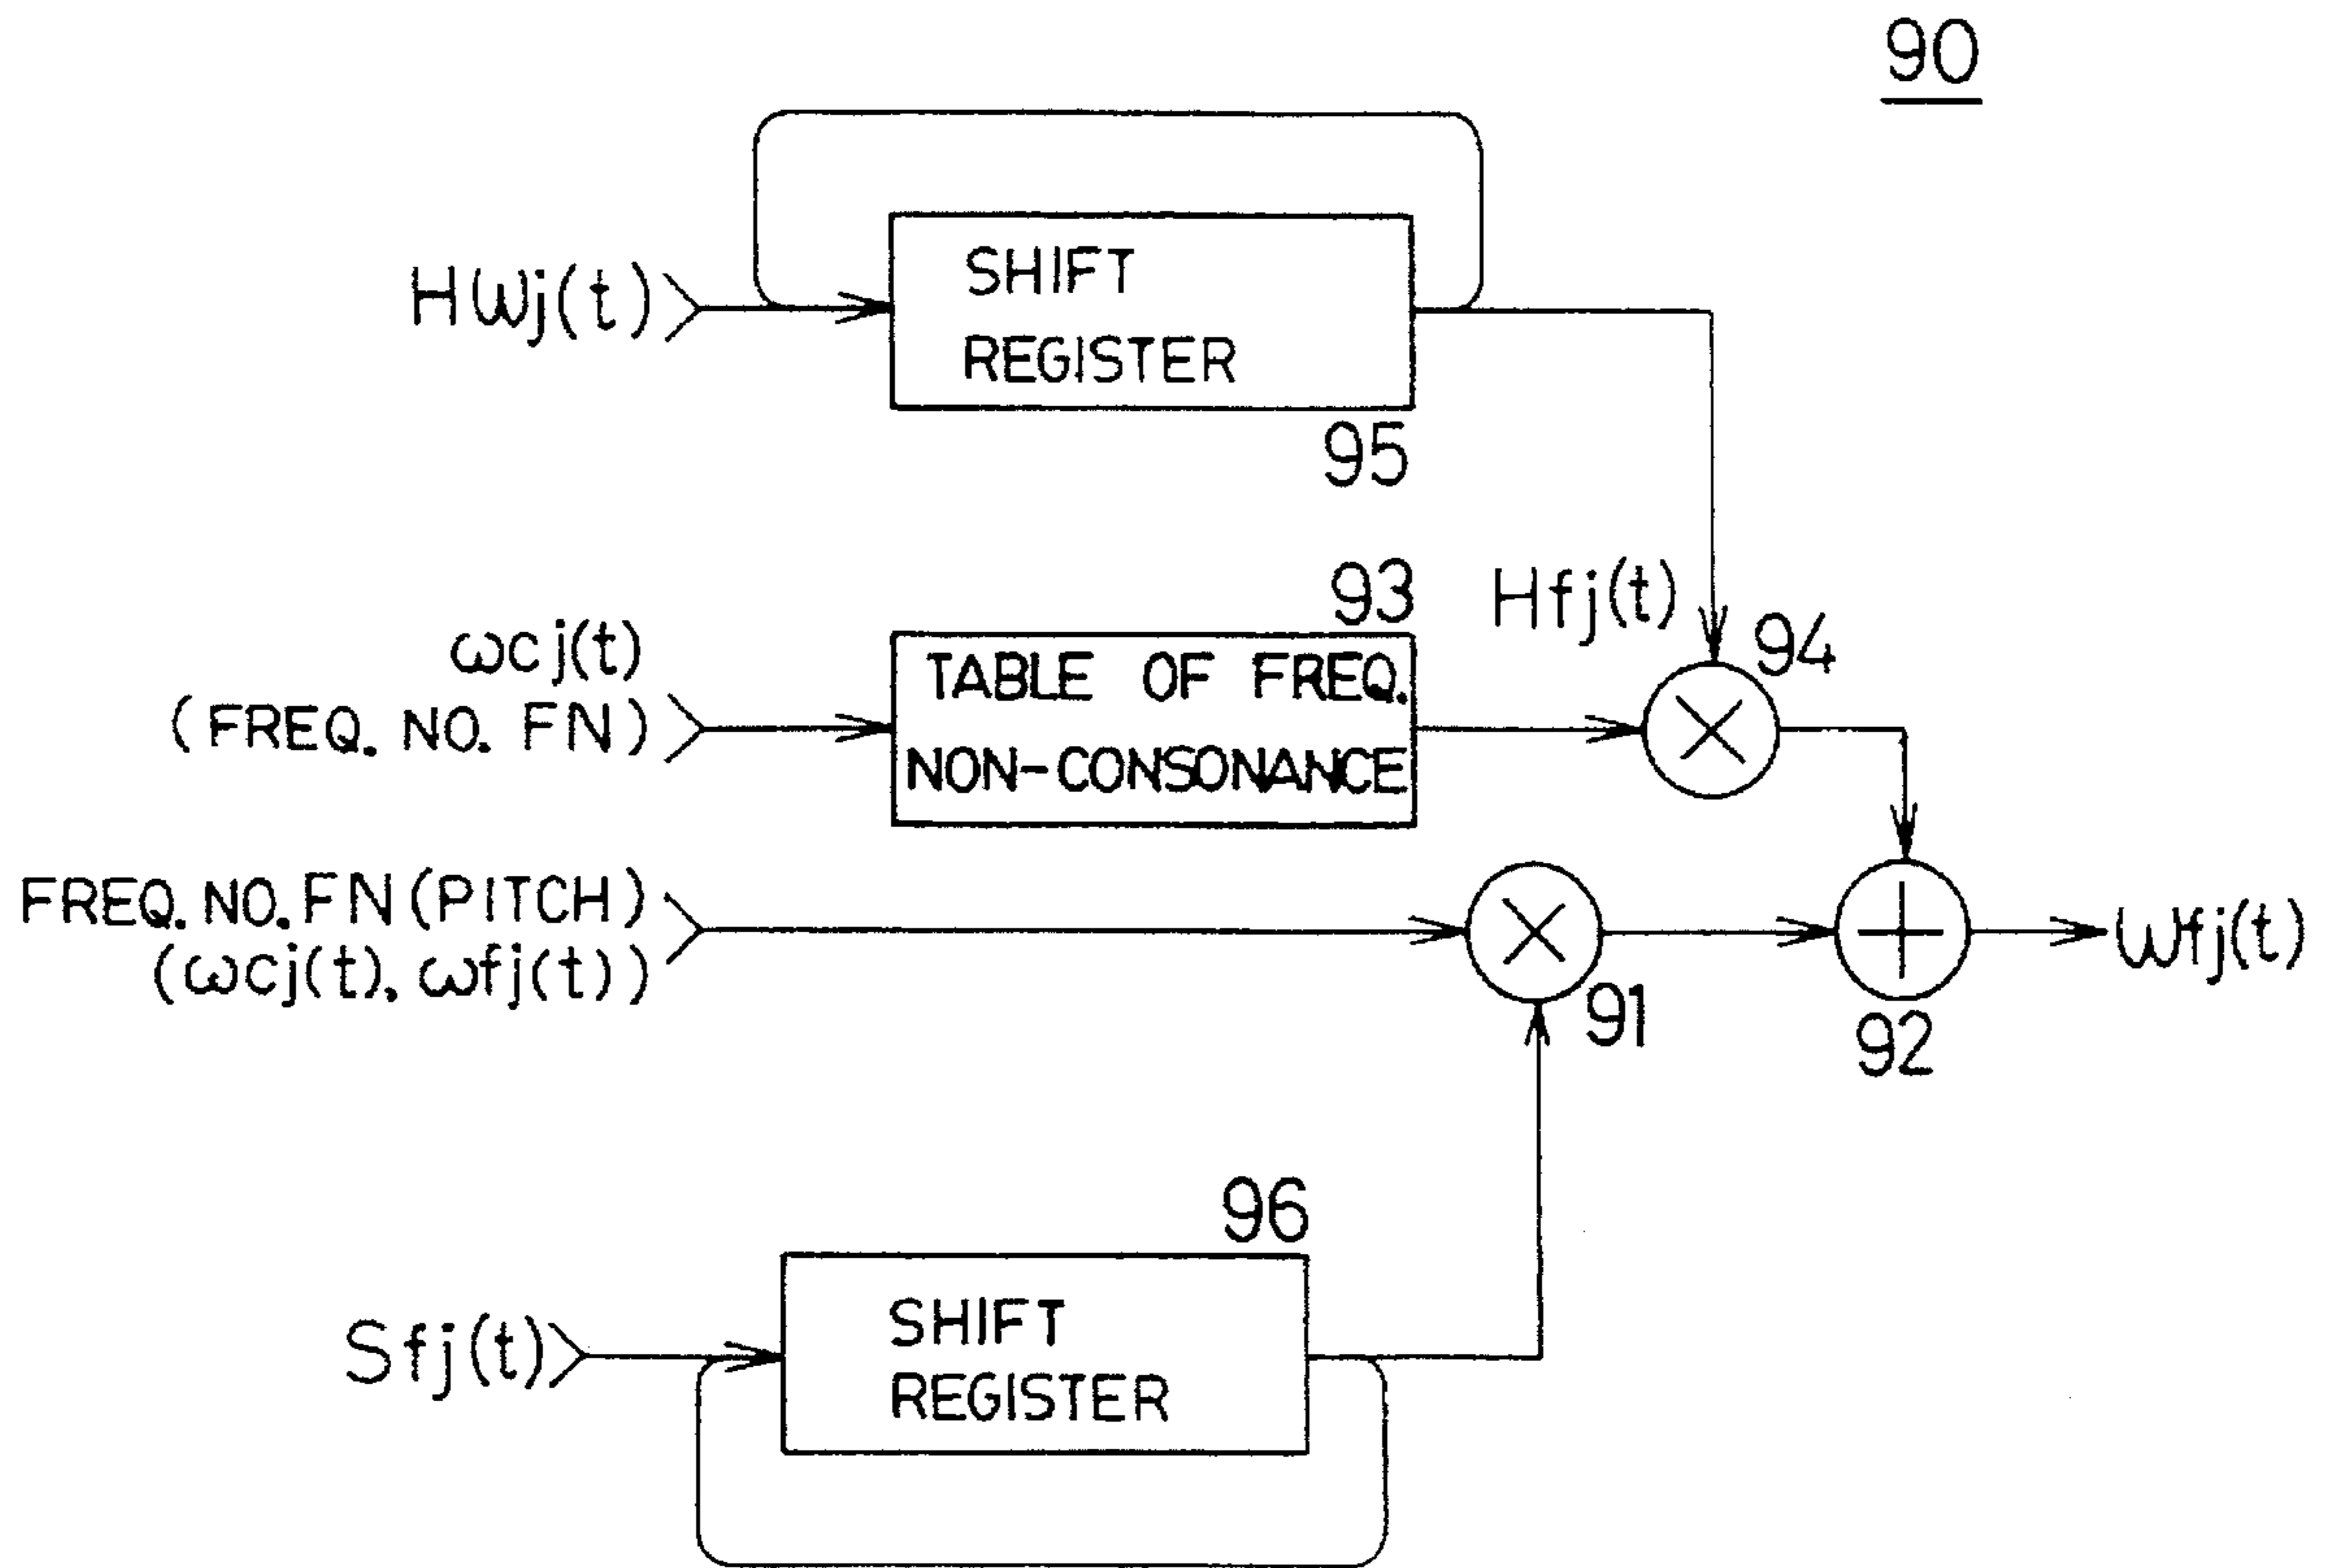 90
HWj(t)
SHIFT
REGISTER
95
93
Hfj(t)
94
ωcj(t)
(FREQ. NO. FN)
TABLE OF FREQ.
NON-CONSONANCE
FREQ. NO. FN (PITCH)
(ωcj(t), ωfj(t))
91
92
Wfj(t)
96
Sfj(t)
SHIFT
REGISTER